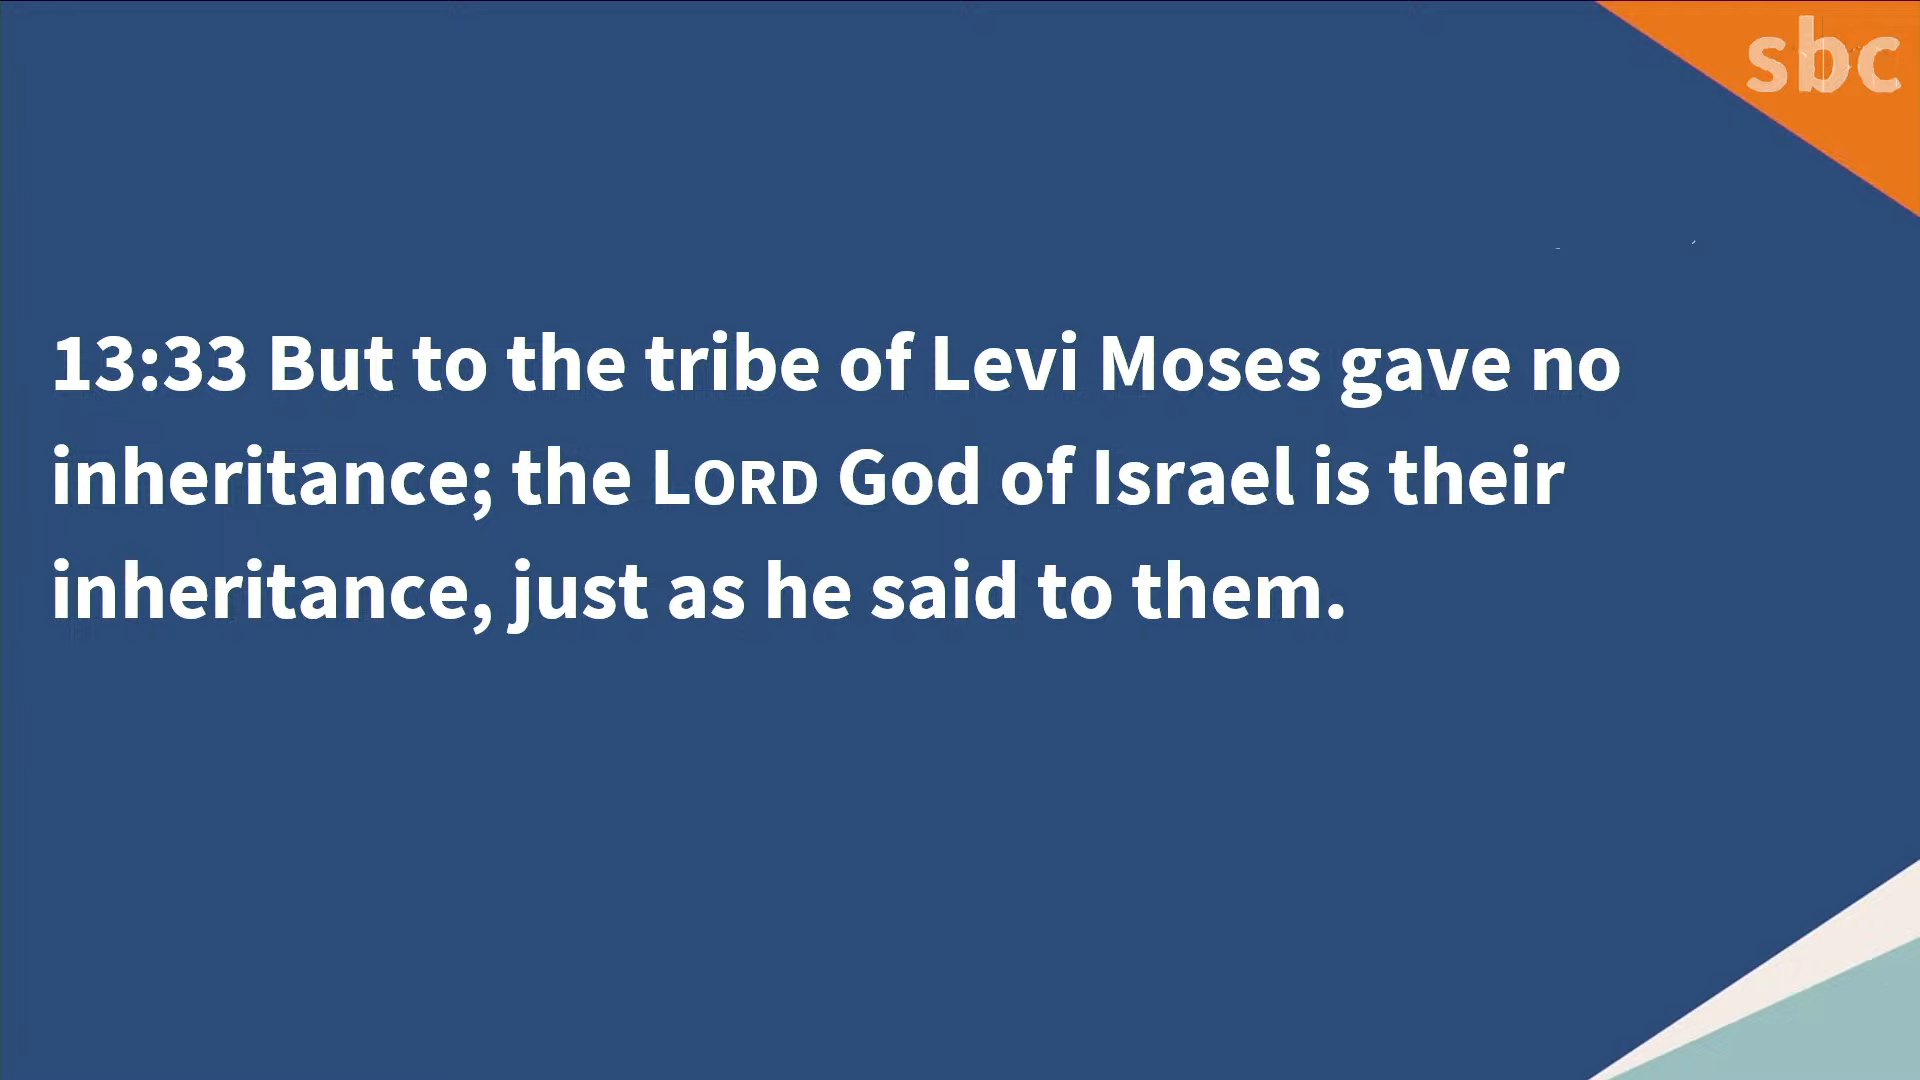 sbc
13:33 But to the tribe of Levi Moses gave no
inheritance; the LORD God of Israel is their
inheritance, just as he said to them.